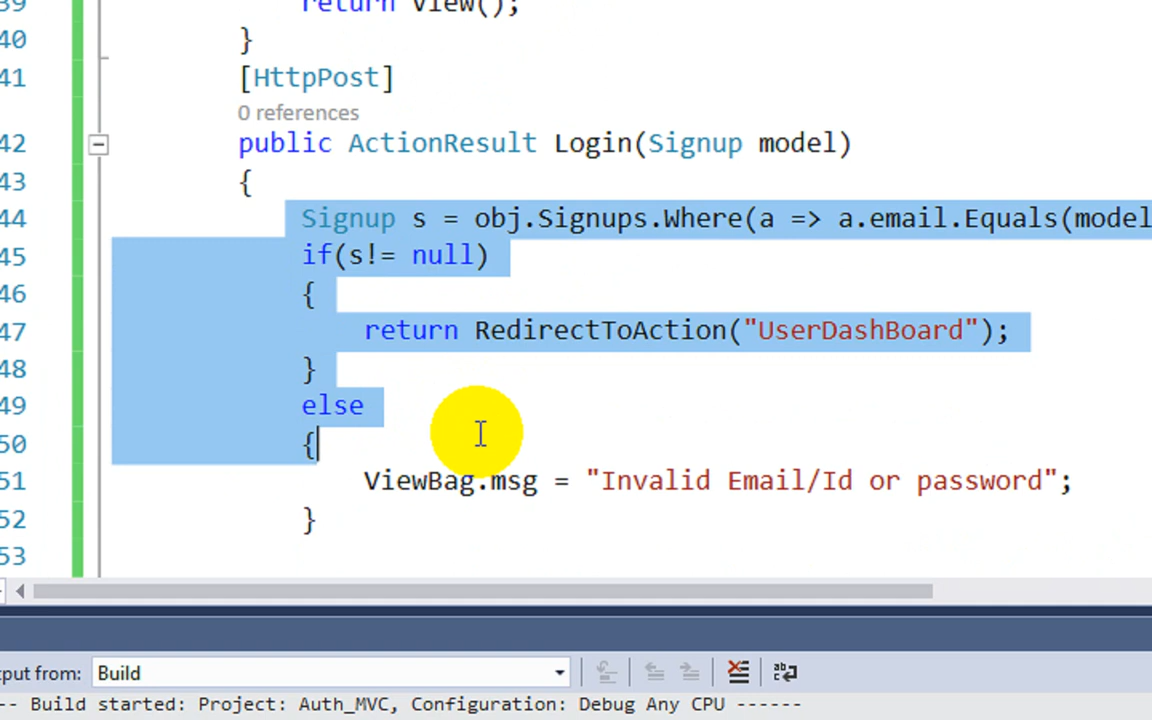 39 return View();
40 }
41 [HttpPost]
0 references
42 public ActionResult Login(Signup model)
43 {
44 Signup s = obj.Signups.Where(a => a.email.Equals(model
45 if(s!= null)
46 {
47 return RedirectToAction("UserDashBoard");
48 }
49 else
50 {
51 ViewBag.msg = "Invalid Email/Id or password";
52 }
53
put from: Build
-- Build started: Project: Auth_MVC, Configuration: Debug Any CPU ------